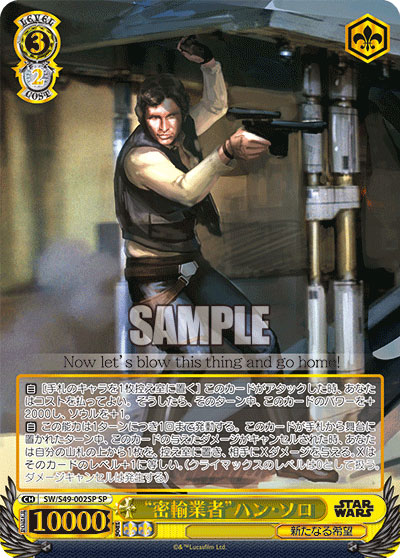 LEVEL
3
2
COST
SAMPLE
Now let's blow this thing and go home!
自 [手札のキャラを1枚控え室に置く] このカードがアタックした時、あなた
はコストを払ってよい。そうしたら、そのターン中、このカードのパワーを+
2000し、ソウルを+1。
自 この能力は1ターンにつき1回まで発動する。このカードが手札から舞台に
置かれたターン中、このカードの与えたダメージがキャンセルされた時、あな
たは自分の山札の上から1枚を、控え室に置き、相手にXダメージを与える。Xは
そのカードのレベル+1に等しい。(クライマックスのレベルは0として扱う。
ダメージキャンセルは発生する)
CH SW/S49-002SP SP
10000
"密輸業者"ハン・ソロ
新たなる希望
STAR WARS
©&™Lucasfilm Ltd.